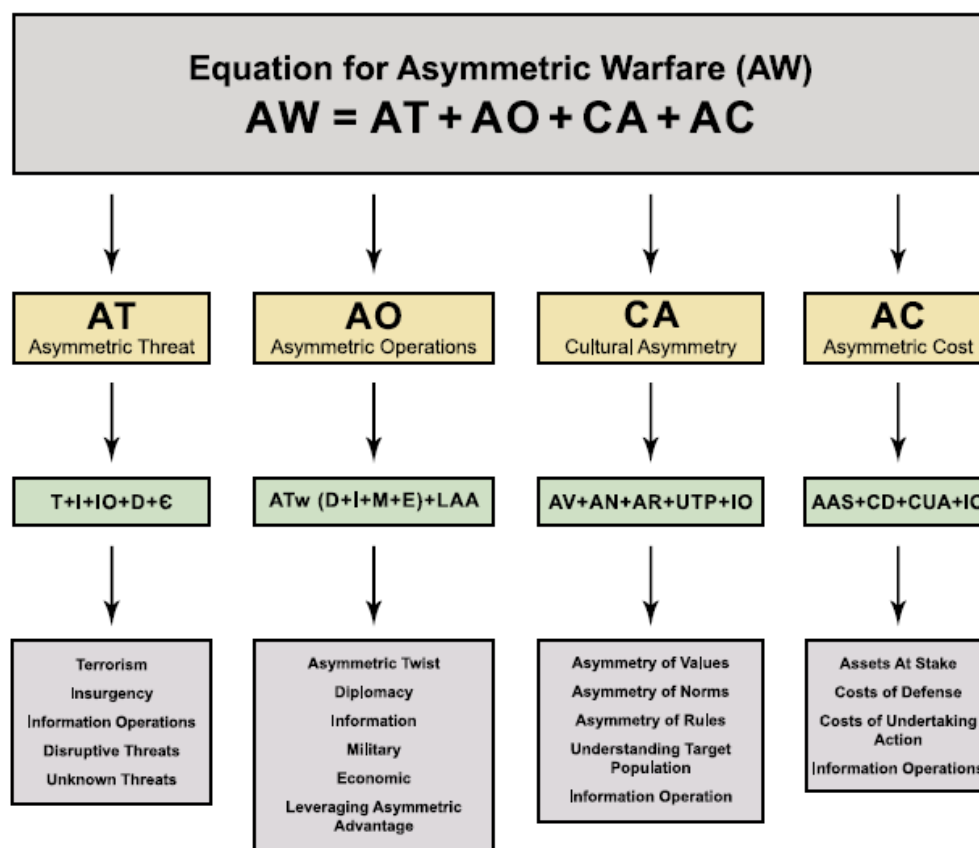 Equation for Asymmetric Warfare (AW)
AW = AT + AO + CA + AC
AT
Asymmetric Threat
AO
Asymmetric Operations
CA
Cultural Asymmetry
AC
Asymmetric Cost
T+I+IO+D+Є
ATw (D+I+M+E)+LAA
AV+AN+AR+UTP+IO
AAS+CD+CUA+IO
Terrorism
Insurgency
Information Operations
Disruptive Threats
Unknown Threats
Asymmetric Twist
Diplomacy
Information
Military
Economic
Leveraging Asymmetric
Advantage
Asymmetry of Values
Asymmetry of Norms
Asymmetry of Rules
Understanding Target
Population
Information Operation
Assets At Stake
Costs of Defense
Costs of Undertaking
Action
Information Operations